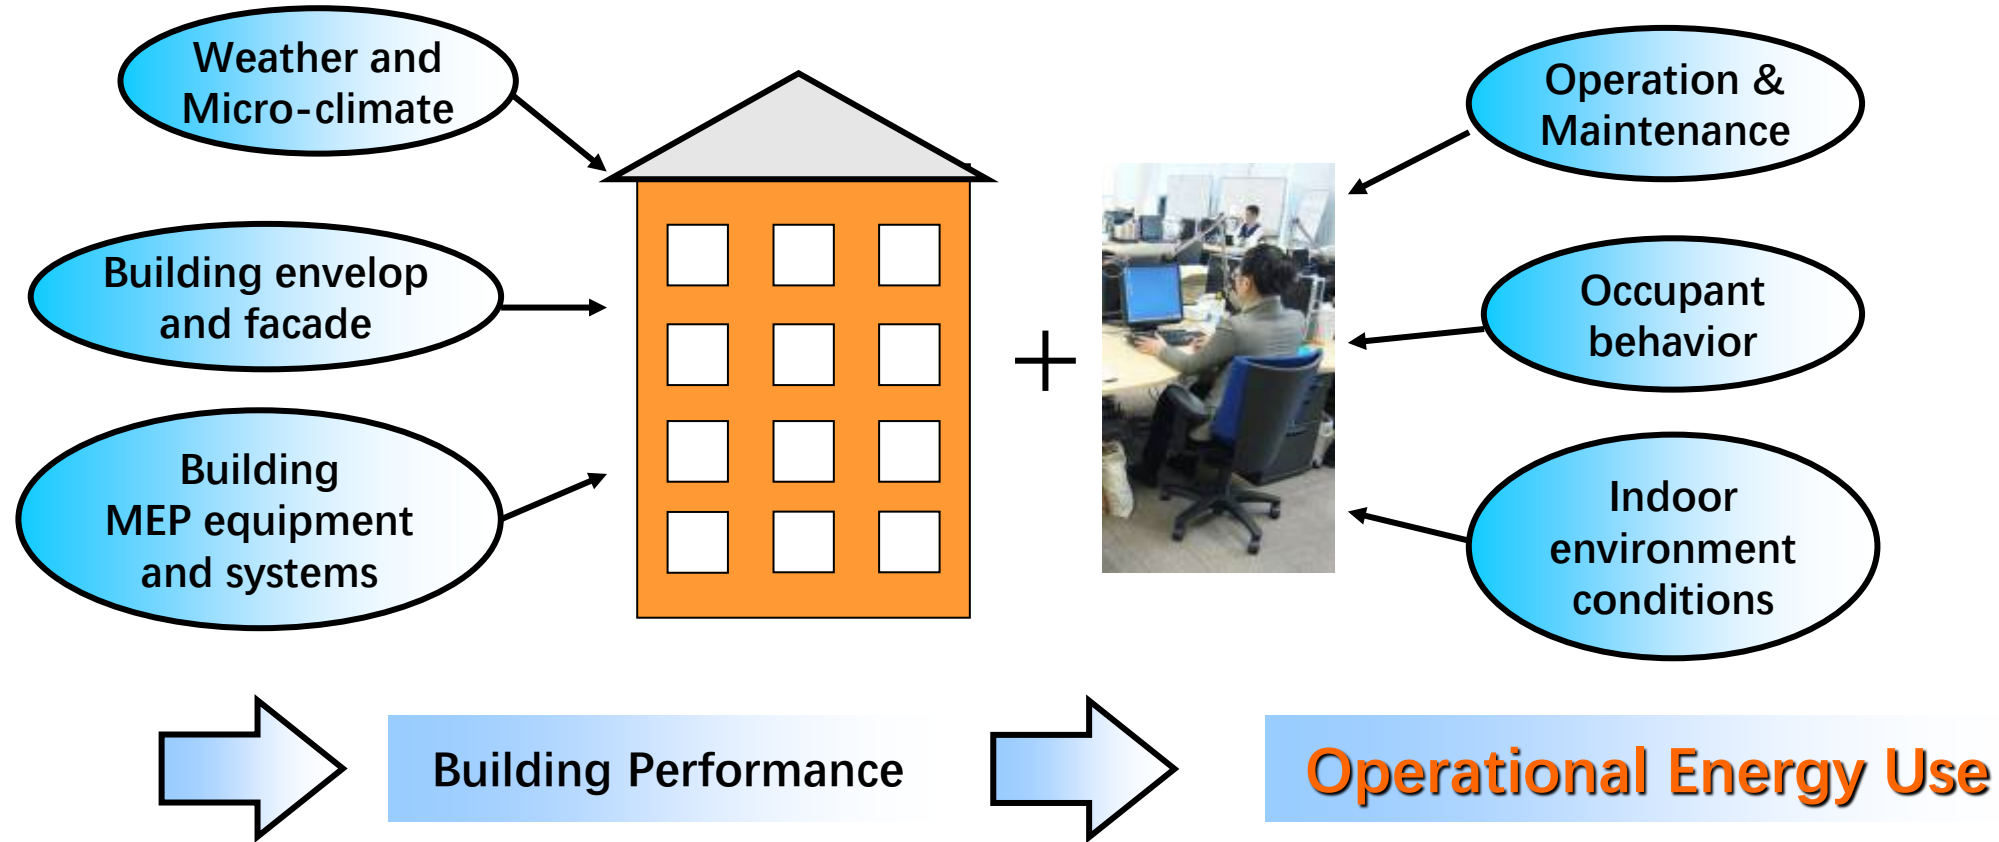 Weather and
Micro-climate
Building envelop
and facade
Building
MEP equipment
and systems
+
Operation &
Maintenance
Occupant
behavior
Indoor
environment
conditions
Building Performance
Operational Energy Use